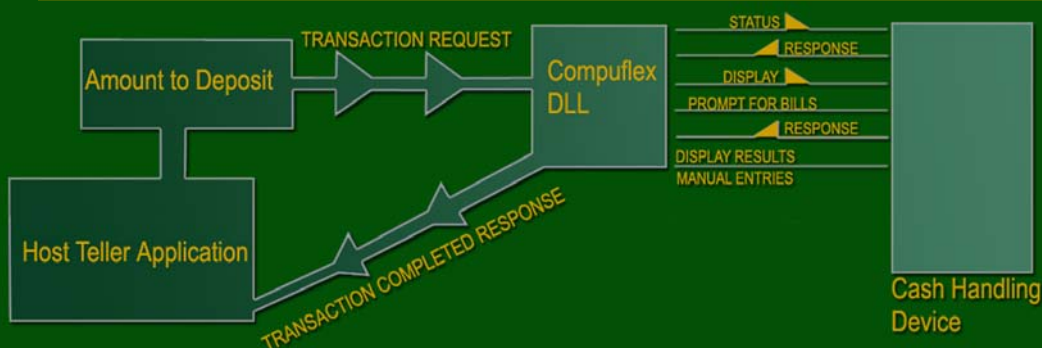 Amount to Deposit
TRANSACTION REQUEST
Compuflex
DLL
STATUS
RESPONSE
DISPLAY
PROMPT FOR BILLS
RESPONSE
DISPLAY RESULTS
MANUAL ENTRIES
Host Teller Application
TRANSACTION COMPLETED RESPONSE
Cash Handling
Device